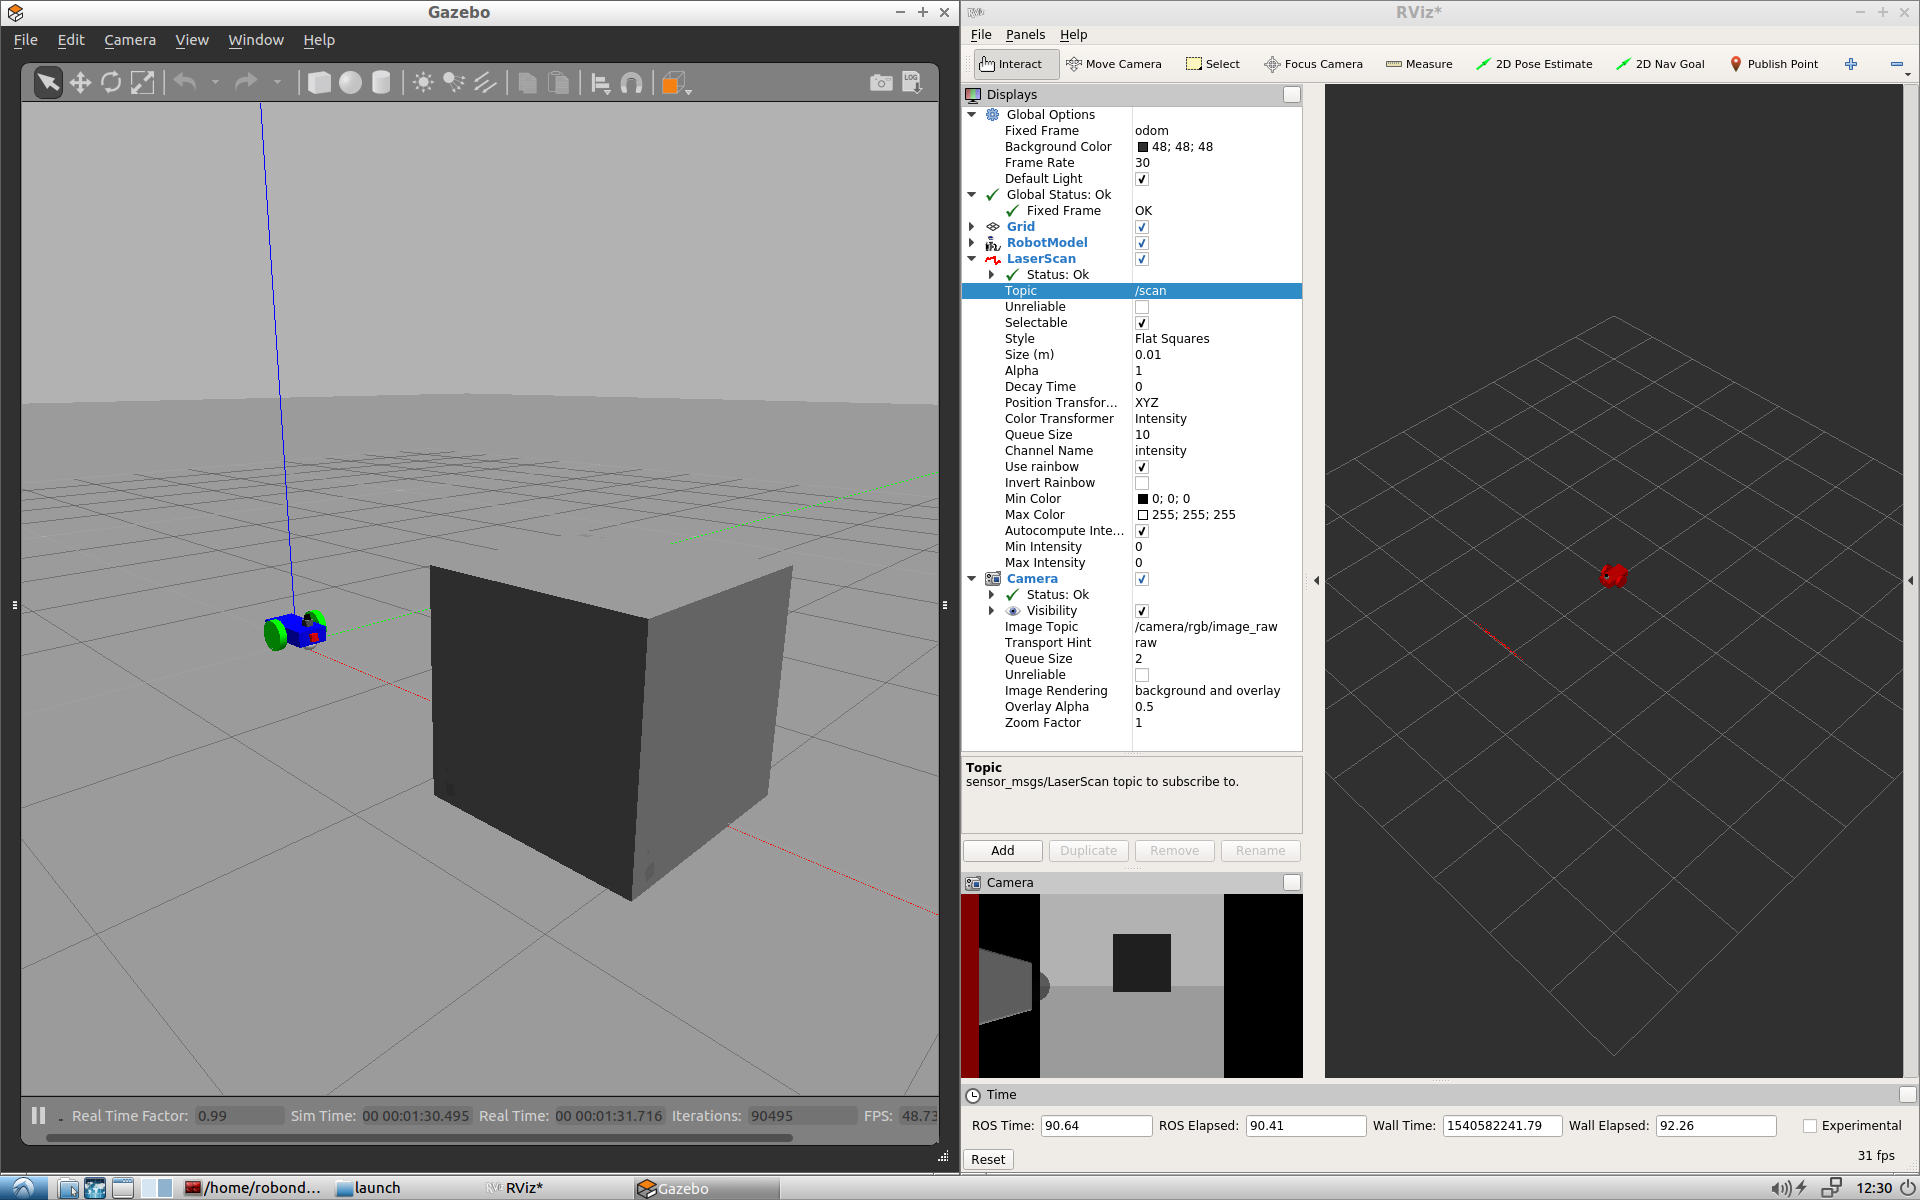 Gazebo
File Edit Camera View Window Help
LOG
Real Time Factor: 0.99 Sim Time: 00 00:01:30.495 Real Time: 00 00:01:31.716 Iterations: 90495 FPS: 48.73
RViz*
File Panels Help
Interact Move Camera Select Focus Camera Measure 2D Pose Estimate 2D Nav Goal Publish Point
Displays
Global Options
Fixed Frame odom
Background Color 48; 48; 48
Frame Rate 30
Default Light
Global Status: Ok
Fixed Frame OK
Grid
RobotModel
LaserScan
Status: Ok
Topic /scan
Unreliable
Selectable
Style Flat Squares
Size (m) 0.01
Alpha 1
Decay Time 0
Position Transfor... XYZ
Color Transformer Intensity
Queue Size 10
Channel Name intensity
Use rainbow
Invert Rainbow
Min Color 0; 0; 0
Max Color 255; 255; 255
Autocompute Inte...
Min Intensity 0
Max Intensity 0
Camera
Status: Ok
Visibility
Image Topic /camera/rgb/image_raw
Transport Hint raw
Queue Size 2
Unreliable
Image Rendering background and overlay
Overlay Alpha 0.5
Zoom Factor 1
Topic
sensor_msgs/LaserScan topic to subscribe to.
Add Duplicate Remove Rename
Camera
Time
ROS Time: 90.64 ROS Elapsed: 90.41 Wall Time: 1540582241.79 Wall Elapsed: 92.26 Experimental
Reset 31 fps
/home/robond... launch RViz* Gazebo 12:30